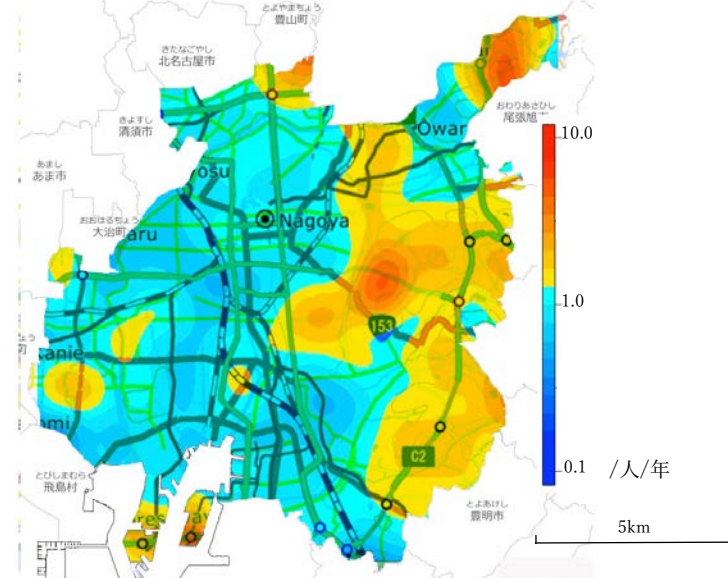 とよやまちょう
豊山町
きたなごやし
北名古屋市
おわりあさひし
尾張旭
Owar
きよすし
清須市
10.0
あまし
あま市
osu
おおはるちょう
大治町
aru
Nagoya
1.0
153
anie
C2
とびしまむら
飛島村
0.1
/人/年
とよあけし
豊明市
5km